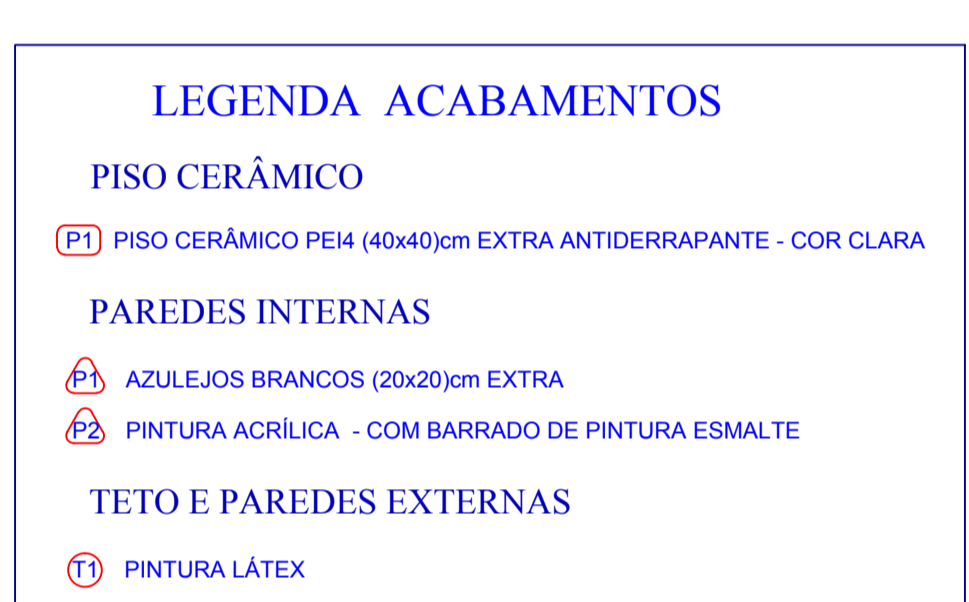 LEGENDA ACABAMENTOS
PISO CERÂMICO
P1 PISO CERÂMICO PEI4 (40x40)cm EXTRA ANTIDERRAPANTE - COR CLARA
PAREDES INTERNAS
P1 AZULEJOS BRANCOS (20x20)cm EXTRA
P2 PINTURA ACRÍLICA - COM BARRADO DE PINTURA ESMALTE
TETO E PAREDES EXTERNAS
T1 PINTURA LÁTEX